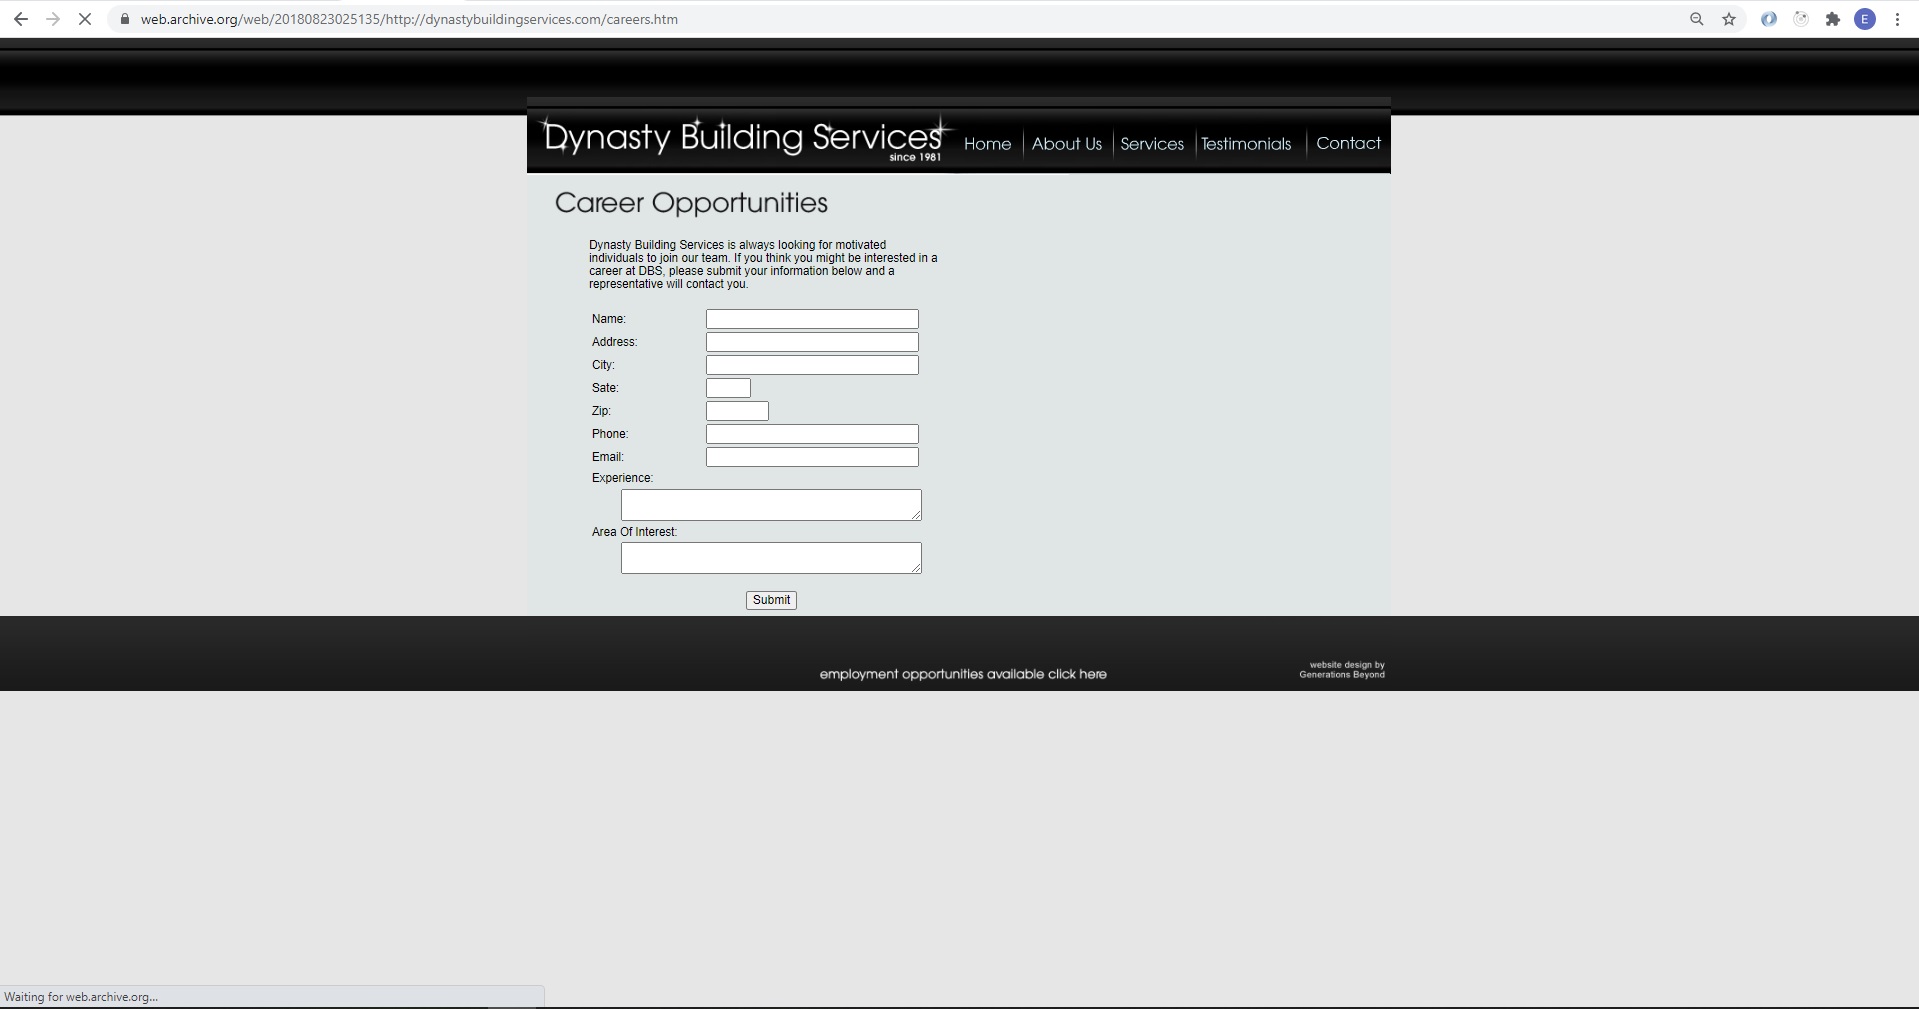 web.archive.org/web/20180823025135/http://dynastybuildingservices.com/careers.htm
E
Dynasty Building Services
since 1981
Home
About Us
Services
Testimonials
Contact
Career Opportunities
Dynasty Building Services is always looking for motivated
individuals to join our team. If you think you might be interested in a
career at DBS, please submit your information below and a
representative will contact you.
Name:
Address:
City:
Sate:
Zip:
Phone:
Email:
Experience:
Area Of Interest:
Submit
employment opportunities available click here
website design by
Generations Beyond
Waiting for web.archive.org...